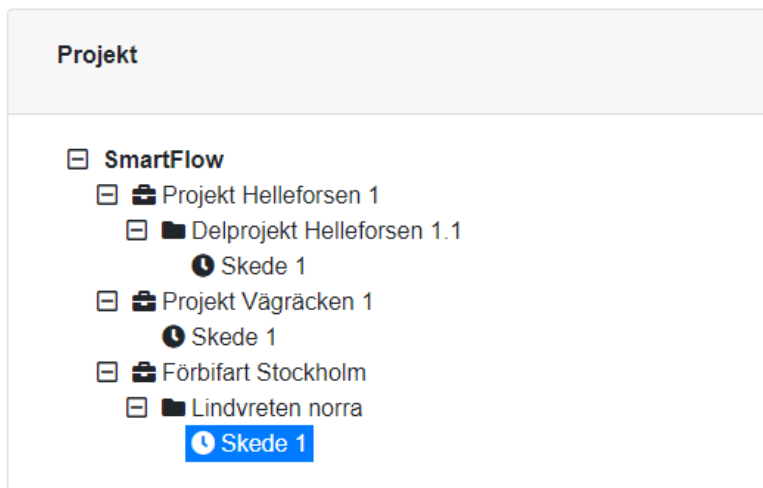 Projekt
SmartFlow
Projekt Helleforsen 1
Delprojekt Helleforsen 1.1
Skede 1
Projekt Vägräcken 1
Skede 1
Förbifart Stockholm
Lindvreten norra
Skede 1